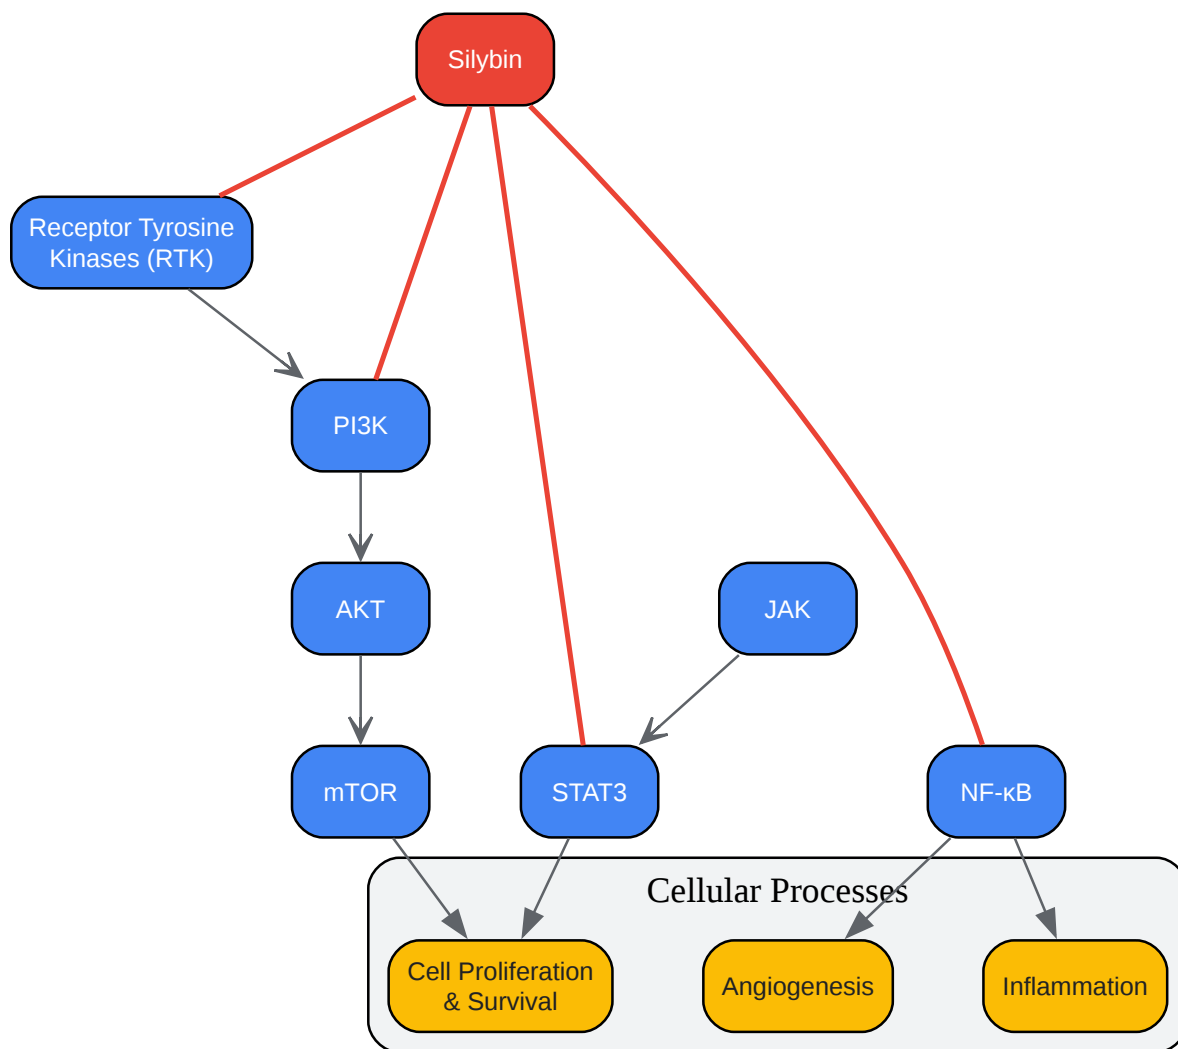 Silybin
Receptor Tyrosine
Kinases (RTK)
PI3K
AKT
JAK
mTOR
STAT3
NF-κB
Cellular Processes
Cell Proliferation
& Survival
Angiogenesis
Inflammation